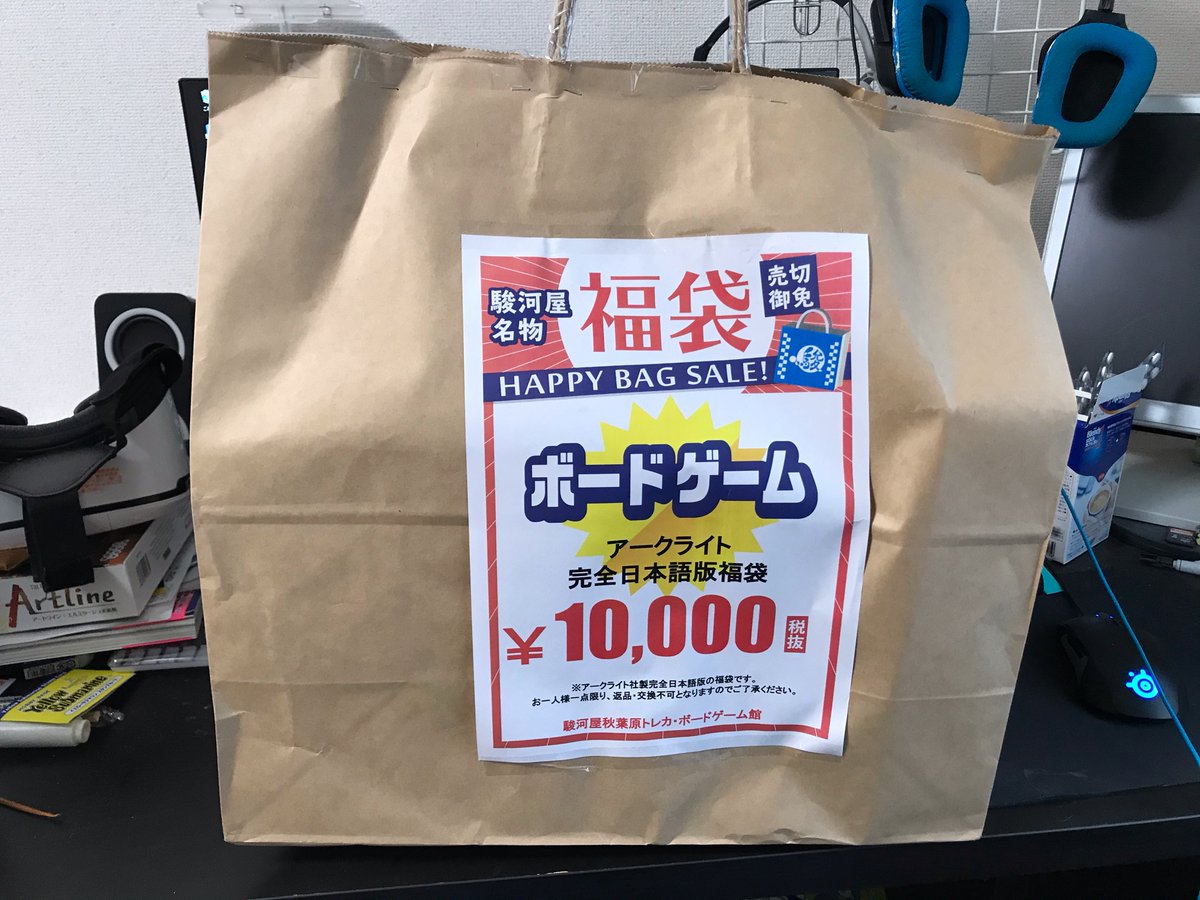 駿河屋
名物
福袋
売切
御免
HAPPY BAG SALE!
ボードゲーム
アークライト
完全日本語版福袋
¥10,000税抜
※アークライト社製完全日本語版の福袋です。
お一人様一点限り、返品・交換不可となりますのでご了承ください。
駿河屋秋葉原トレカ・ボードゲーム館
Artline